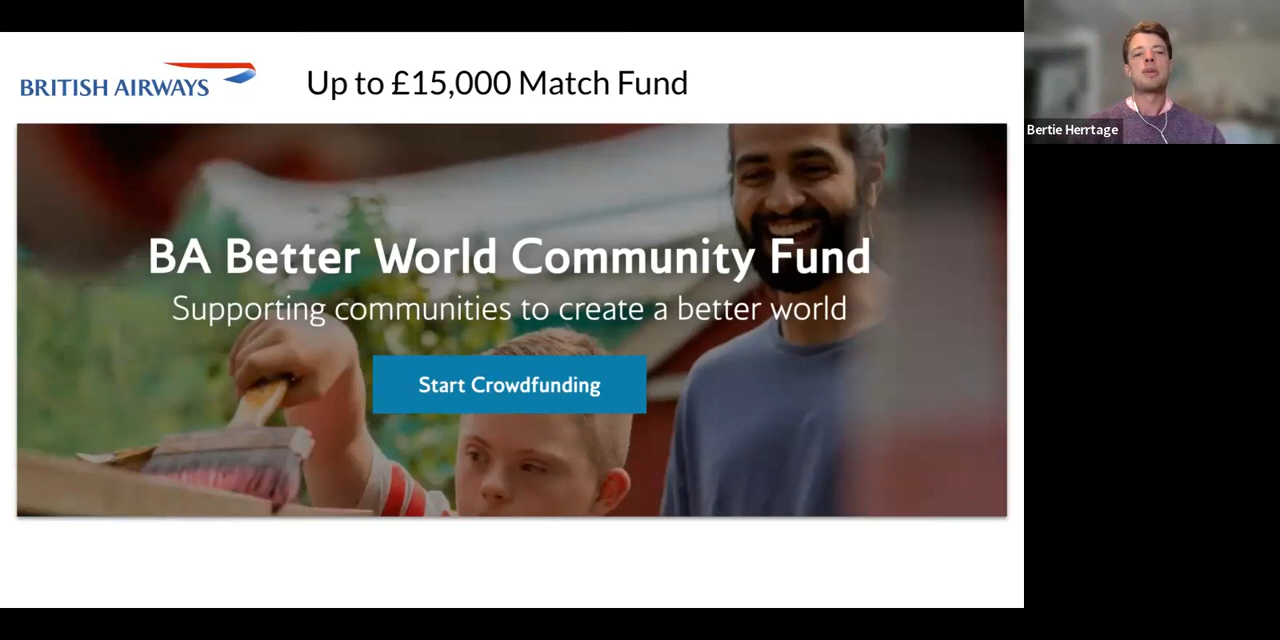 BRITISH AIRWAYS
Up to £15,000 Match Fund
BA Better World Community Fund
Supporting communities to create a better world
Start Crowdfunding
Bertie Herrtage